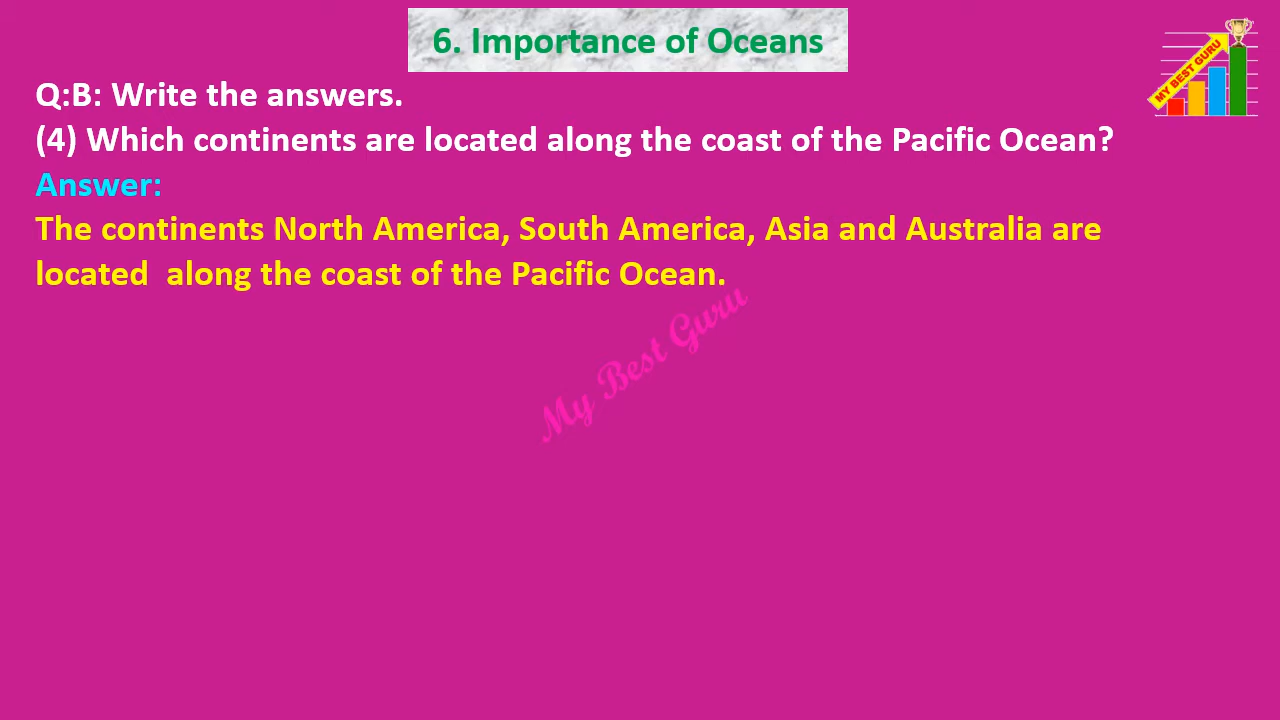 6. Importance of Oceans
MY BEST GURU
Q:B: Write the answers.
(4) Which continents are located along the coast of the Pacific Ocean?
Answer:
The continents North America, South America, Asia and Australia are
located  along the coast of the Pacific Ocean.
My Best Guru